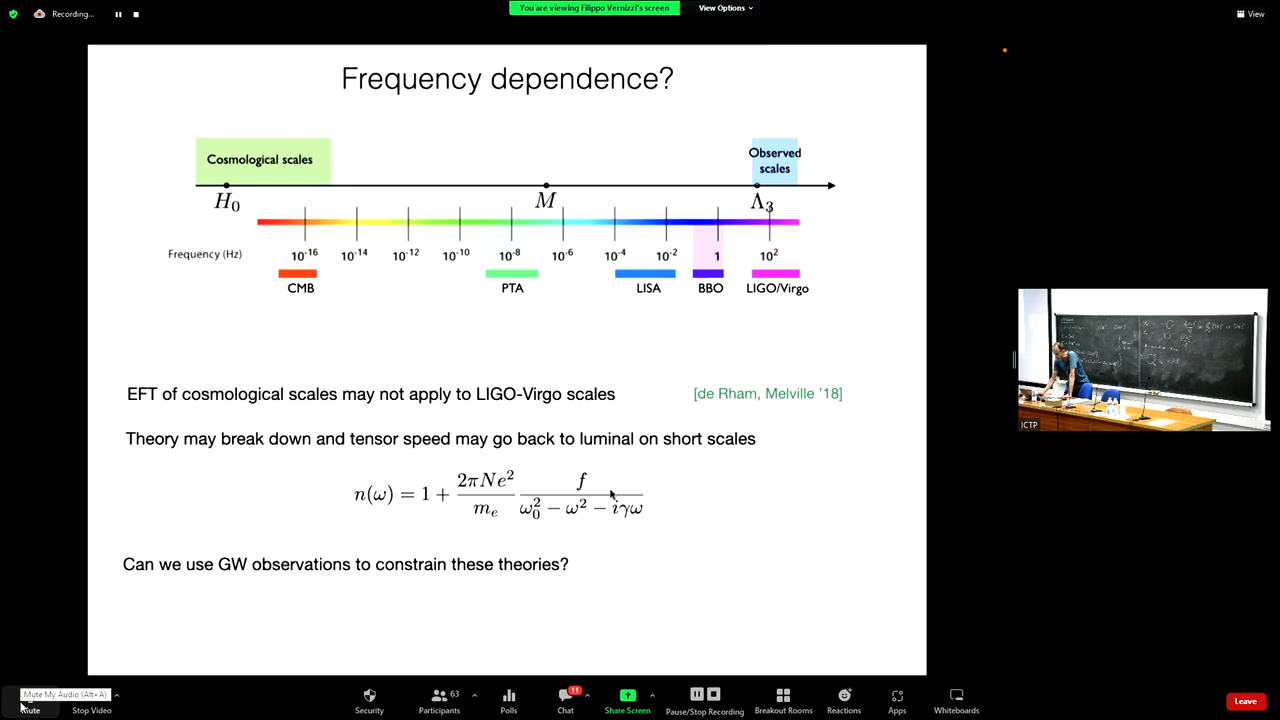 Recording...
You are viewing Filippo Vernizzi's screen
View Options
View
Frequency dependence?
Cosmological scales
Observed
scales
H₀ M Λ₃
Frequency (Hz) 10⁻¹⁶ 10⁻¹⁴ 10⁻¹² 10⁻¹⁰ 10⁻⁸ 10⁻⁶ 10⁻⁴ 10⁻² 1 10²
CMB PTA LISA BBO LIGO/Virgo
EFT of cosmological scales may not apply to LIGO-Virgo scales [de Rham, Melville '18]
Theory may break down and tensor speed may go back to luminal on short scales
n(ω) = 1 + 2πNe²/mₑ f/(ω₀² − ω² − iγω)
Can we use GW observations to constrain these theories?
ICTP
Mute My Audio (Alt+A)
Mute
Stop Video
Security
Participants
63
Polls
Chat
11
Share Screen
Pause/Stop Recording
Breakout Rooms
Reactions
Apps
Whiteboards
Leave